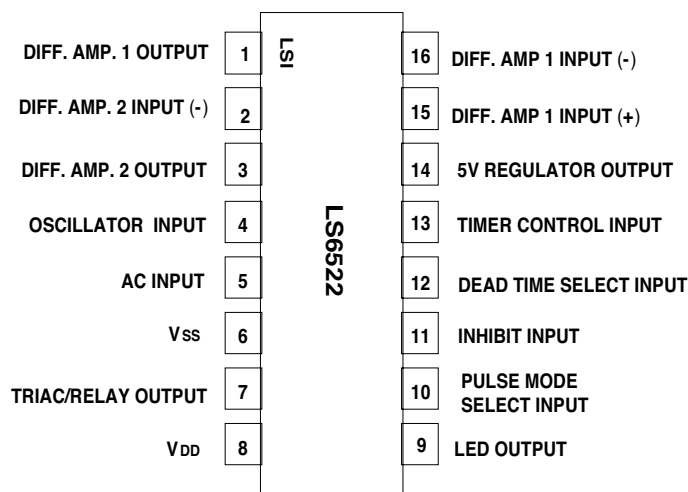 DIFF. AMP. 1 OUTPUT 1 LSI 16 DIFF. AMP 1 INPUT (-)
DIFF. AMP. 2 INPUT (-) 2 15 DIFF. AMP 1 INPUT (+)
DIFF. AMP. 2 OUTPUT 3 14 5V REGULATOR OUTPUT
OSCILLATOR INPUT 4 13 TIMER CONTROL INPUT
LS6522
AC INPUT 5 12 DEAD TIME SELECT INPUT
VSS 6 11 INHIBIT INPUT
TRIAC/RELAY OUTPUT 7 10 PULSE MODE
SELECT INPUT
VDD 8 9 LED OUTPUT